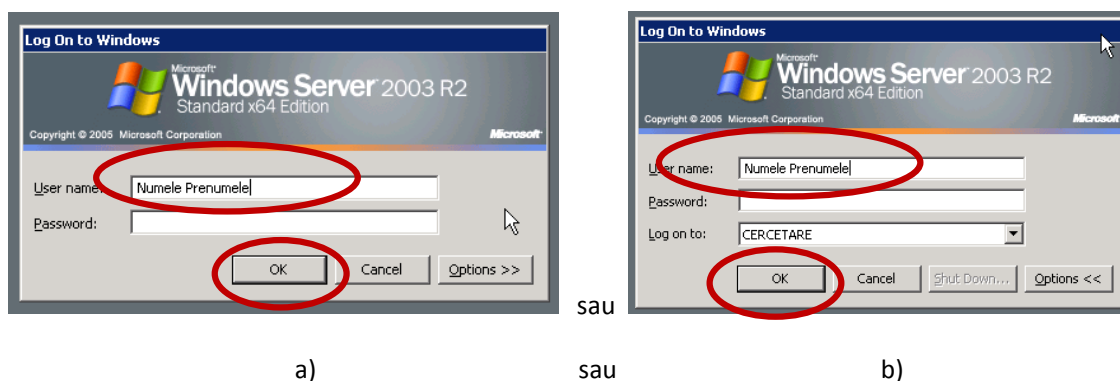 Log On to Windows
Microsoft
Windows Server 2003 R2
Standard x64 Edition
Copyright © 2005 Microsoft Corporation
Microsoft
User name:
Numele Prenumele
Password:
OK Cancel Options >>
sau
Log On to Windows
Microsoft
Windows Server 2003 R2
Standard x64 Edition
Copyright © 2005 Microsoft Corporation
Microsoft
User name:
Numele Prenumele
Password:
Log on to:
CERCETARE
OK Cancel Shut Down... Options <<
a) sau b)